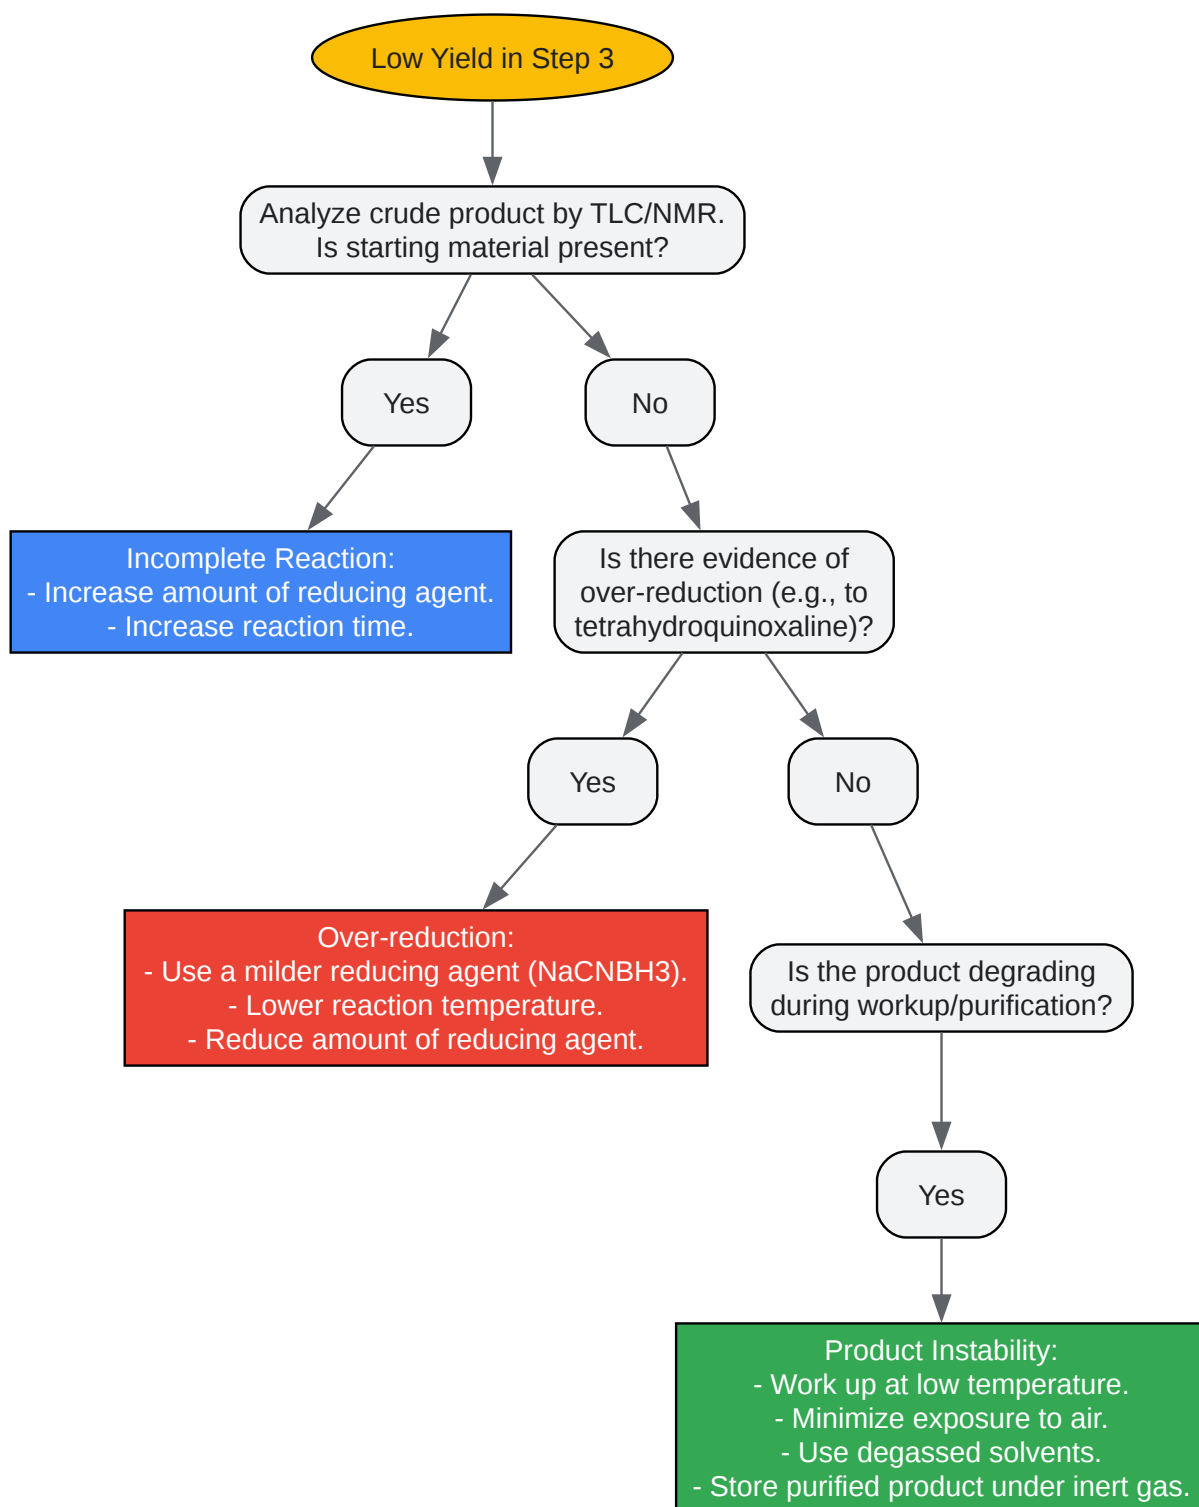 Low Yield in Step 3
Analyze crude product by TLC/NMR.
Is starting material present?
Yes
No
Incomplete Reaction:
- Increase amount of reducing agent.
- Increase reaction time.
Is there evidence of
over-reduction (e.g., to
tetrahydroquinoxaline)?
Yes
No
Over-reduction:
- Use a milder reducing agent (NaCNBH3).
- Lower reaction temperature.
- Reduce amount of reducing agent.
Is the product degrading
during workup/purification?
Yes
Product Instability:
- Work up at low temperature.
- Minimize exposure to air.
- Use degassed solvents.
- Store purified product under inert gas.